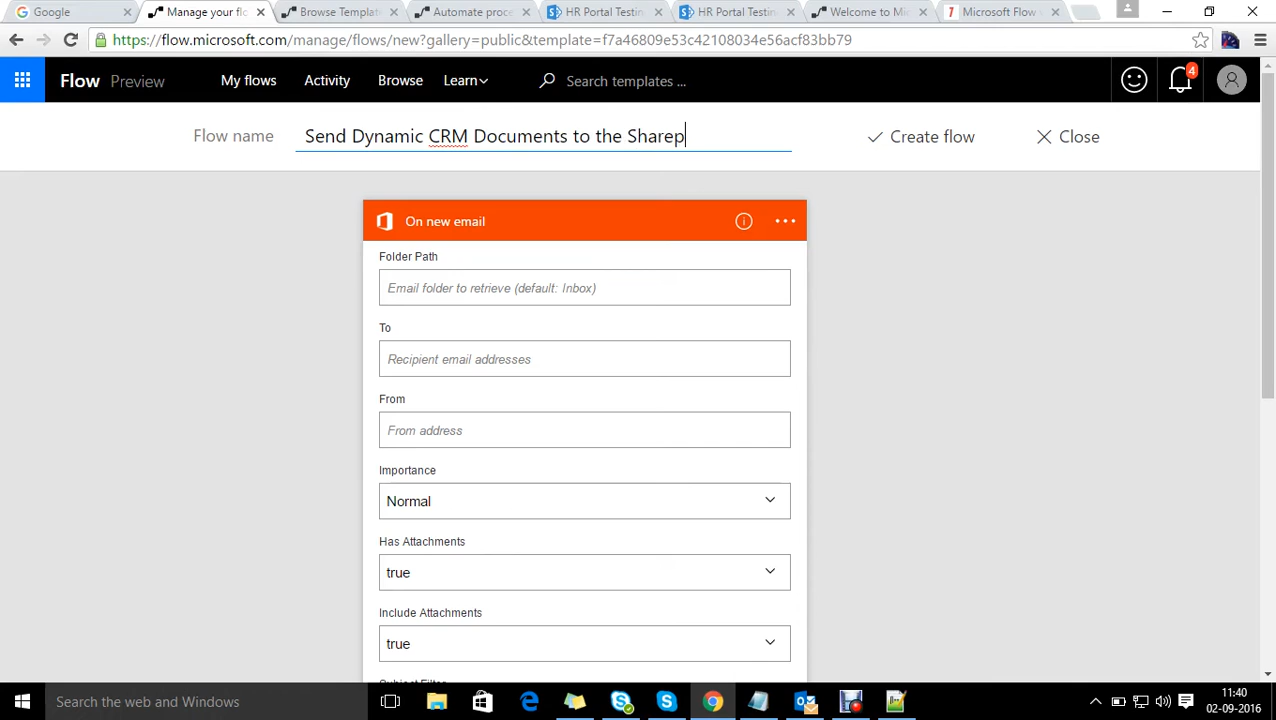 Google
Manage your flo
Browse Templat
Automate proce
HR Portal Testin
HR Portal Testin
Welcome to Mi
Microsoft Flow
https://flow.microsoft.com/manage/flows/new?gallery=public&template=f7a46809e53c42108034e56acf83bb79
Flow Preview My flows Activity Browse Learn Search templates ... 4
Flow name Send Dynamic CRM Documents to the Sharep Create flow Close
On new email
Folder Path
Email folder to retrieve (default: Inbox)
To
Recipient email addresses
From
From address
Importance
Normal
Has Attachments
true
Include Attachments
true
Search the web and Windows
11:40
02-09-2016